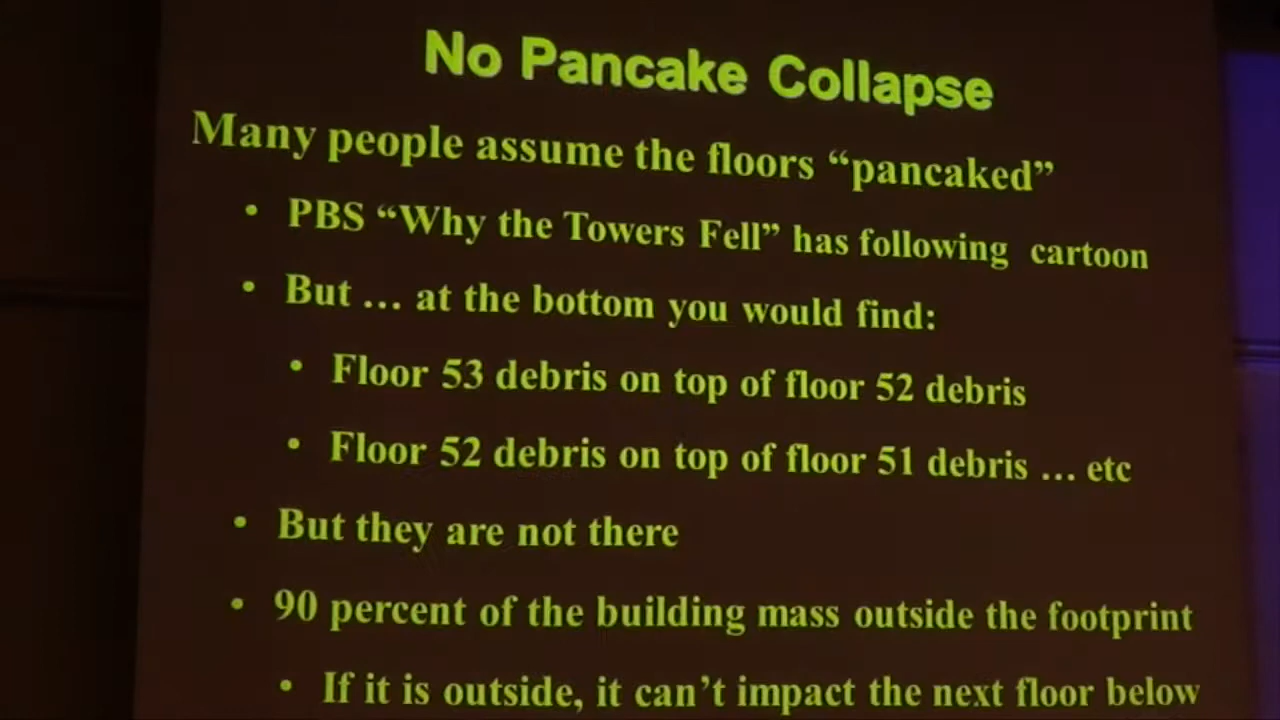 No Pancake Collapse
Many people assume the floors “pancaked”
• PBS “Why the Towers Fell” has following cartoon
• But … at the bottom you would find:
• Floor 53 debris on top of floor 52 debris
• Floor 52 debris on top of floor 51 debris … etc
• But they are not there
• 90 percent of the building mass outside the footprint
• If it is outside, it can’t impact the next floor below